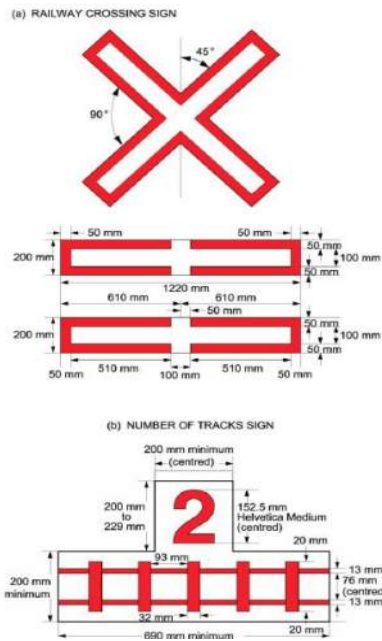 (a) RAILWAY CROSSING SIGN
45°
90°
50 mm 50 mm
200 mm 50 mm 100 mm
50 mm
1220 mm
610 mm 610 mm
50 mm
200 mm 50 mm 100 mm
50 mm
510 mm 510 mm
50 mm 100 mm 50 mm
(b) NUMBER OF TRACKS SIGN
200 mm minimum
(centred)
200 mm
to
229 mm
2
152.5 mm
Helvetica Medium
(centred)
93 mm 20 mm
200 mm
minimum
13 mm
76 mm
(centred)
13 mm
32 mm 20 mm
690 mm minimum